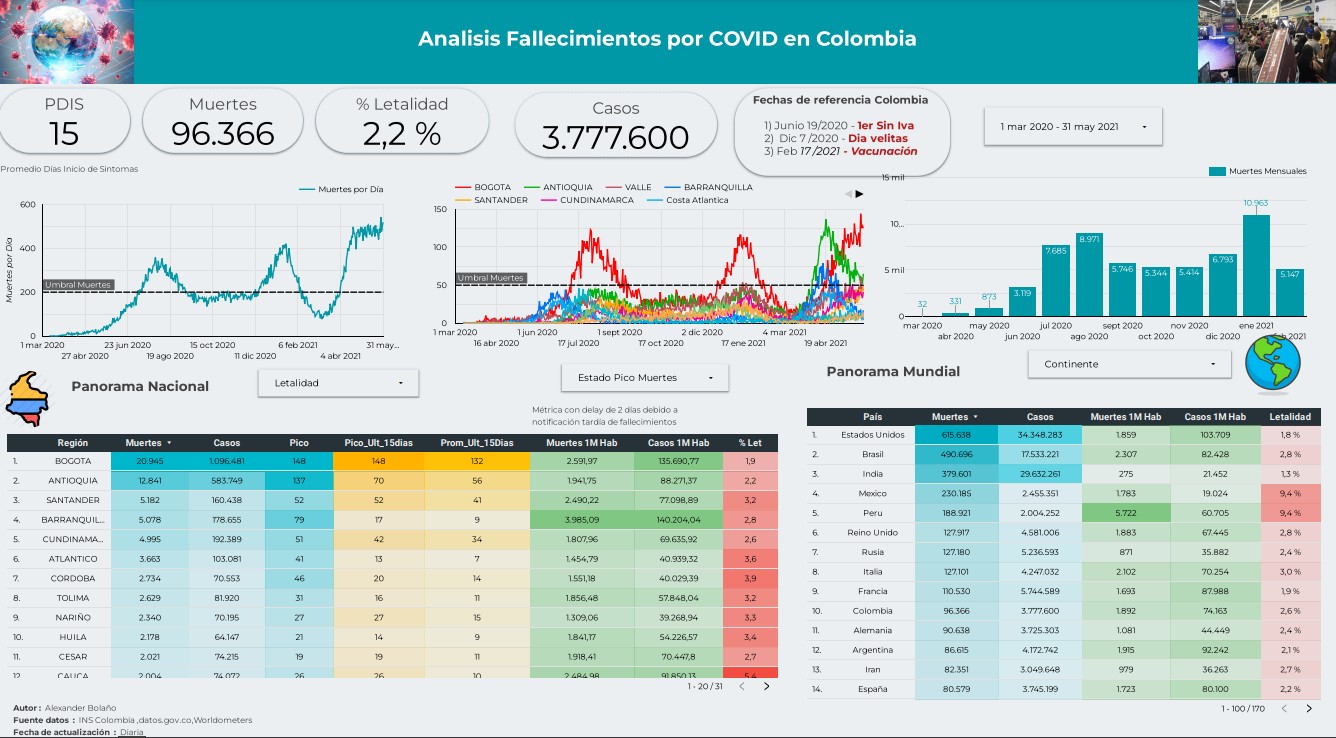 Analisis Fallecimientos por COVID en Colombia
PDIS
15
Muertes
96.366
% Letalidad
2,2 %
Casos
3.777.600
Fechas de referencia Colombia
1) Junio 19/2020 - 1er Sin Iva
2) Dic 7 /2020 - Dia velitas
3) Feb 17 /2021 - Vacunación
1 mar 2020 - 31 may 2021
Promedio Días Inicio de Sintomas
Muertes por Día
Muertes por Día
600
400
200
0
Umbral Muertes
1 mar 2020 23 jun 2020 15 oct 2020 6 feb 2021 31 may...
27 abr 2020 19 ago 2020 11 dic 2020 4 abr 2021
BOGOTA ANTIOQUIA VALLE BARRANQUILLA
SANTANDER CUNDINAMARCA Costa Atlantica
150
100
50
0
Umbral Muertes
1 mar 2020 1 jun 2020 1 sept 2020 2 dic 2020 4 mar 2021
16 abr 2020 17 jul 2020 17 oct 2020 17 ene 2021 19 abr 2021
Muertes Mensuales
15 mil
10...
5 mil
0
32 331 873 3.119 7.685 8.971 5.746 5.344 5.414 6.793 10.963 5.147
mar 2020 may 2020 jul 2020 sept 2020 nov 2020 ene 2021
abr 2020 jun 2020 ago 2020 oct 2020 dic 2020 2021
Panorama Nacional
Letalidad
Estado Pico Muertes
Métrica con delay de 2 días debido a
notificación tardía de fallecimientos
Región Muertes Casos Pico Pico_Ult_15dias Prom_Ult_15Dias Muertes 1M Hab Casos 1M Hab % Let
1. BOGOTA 20.945 1.096.481 148 148 132 2.591,97 135.690,77 1,9
2. ANTIOQUIA 12.841 583.749 137 70 56 1.941,75 88.271,37 2,2
3. SANTANDER 5.182 160.438 52 52 41 2.490,22 77.098,89 3,2
4. BARRANQUIL... 5.078 178.655 79 17 9 3.985,09 140.204,04 2,8
5. CUNDINAMA... 4.995 192.389 51 42 34 1.807,96 69.635,92 2,6
6. ATLANTICO 3.663 103.081 41 13 7 1.454,79 40.939,32 3,6
7. CORDOBA 2.734 70.553 46 20 14 1.551,18 40.029,39 3,9
8. TOLIMA 2.629 81.920 31 16 11 1.856,48 57.848,04 3,2
9. NARIÑO 2.340 70.195 27 27 15 1.309,06 39.268,94 3,3
10. HUILA 2.178 64.147 21 14 9 1.841,17 54.226,57 3,4
11. CESAR 2.021 74.215 19 19 11 1.918,41 70.447,8 2,7
12. CAUCA 2.004 74.072 26 26 10 2.484,98 91.850,13 5,4
1 - 20 / 31
Panorama Mundial
Continente
País Muertes Casos Muertes 1M Hab Casos 1M Hab Letalidad
1. Estados Unidos 615.638 34.348.283 1.859 103.709 1,8 %
2. Brasil 490.696 17.533.221 2.307 82.428 2,8 %
3. India 379.601 29.632.261 275 21.452 1,3 %
4. Mexico 230.185 2.455.351 1.783 19.024 9,4 %
5. Peru 188.921 2.004.252 5.722 60.705 9,4 %
6. Reino Unido 127.917 4.581.006 1.883 67.445 2,8 %
7. Rusia 127.180 5.236.593 871 35.882 2,4 %
8. Italia 127.101 4.247.032 2.102 70.254 3,0 %
9. Francia 110.530 5.744.589 1.693 87.988 1,9 %
10. Colombia 96.366 3.777.600 1.892 74.163 2,6 %
11. Alemania 90.638 3.725.303 1.081 44.449 2,4 %
12. Argentina 86.615 4.172.742 1.915 92.242 2,1 %
13. Iran 82.351 3.049.648 979 36.263 2,7 %
14. España 80.579 3.745.199 1.723 80.100 2,2 %
1 - 100 / 170
Autor : Alexander Bolaño
Fuente datos : INS Colombia ,datos.gov.co,Worldometers
Fecha de actualización : Diaria